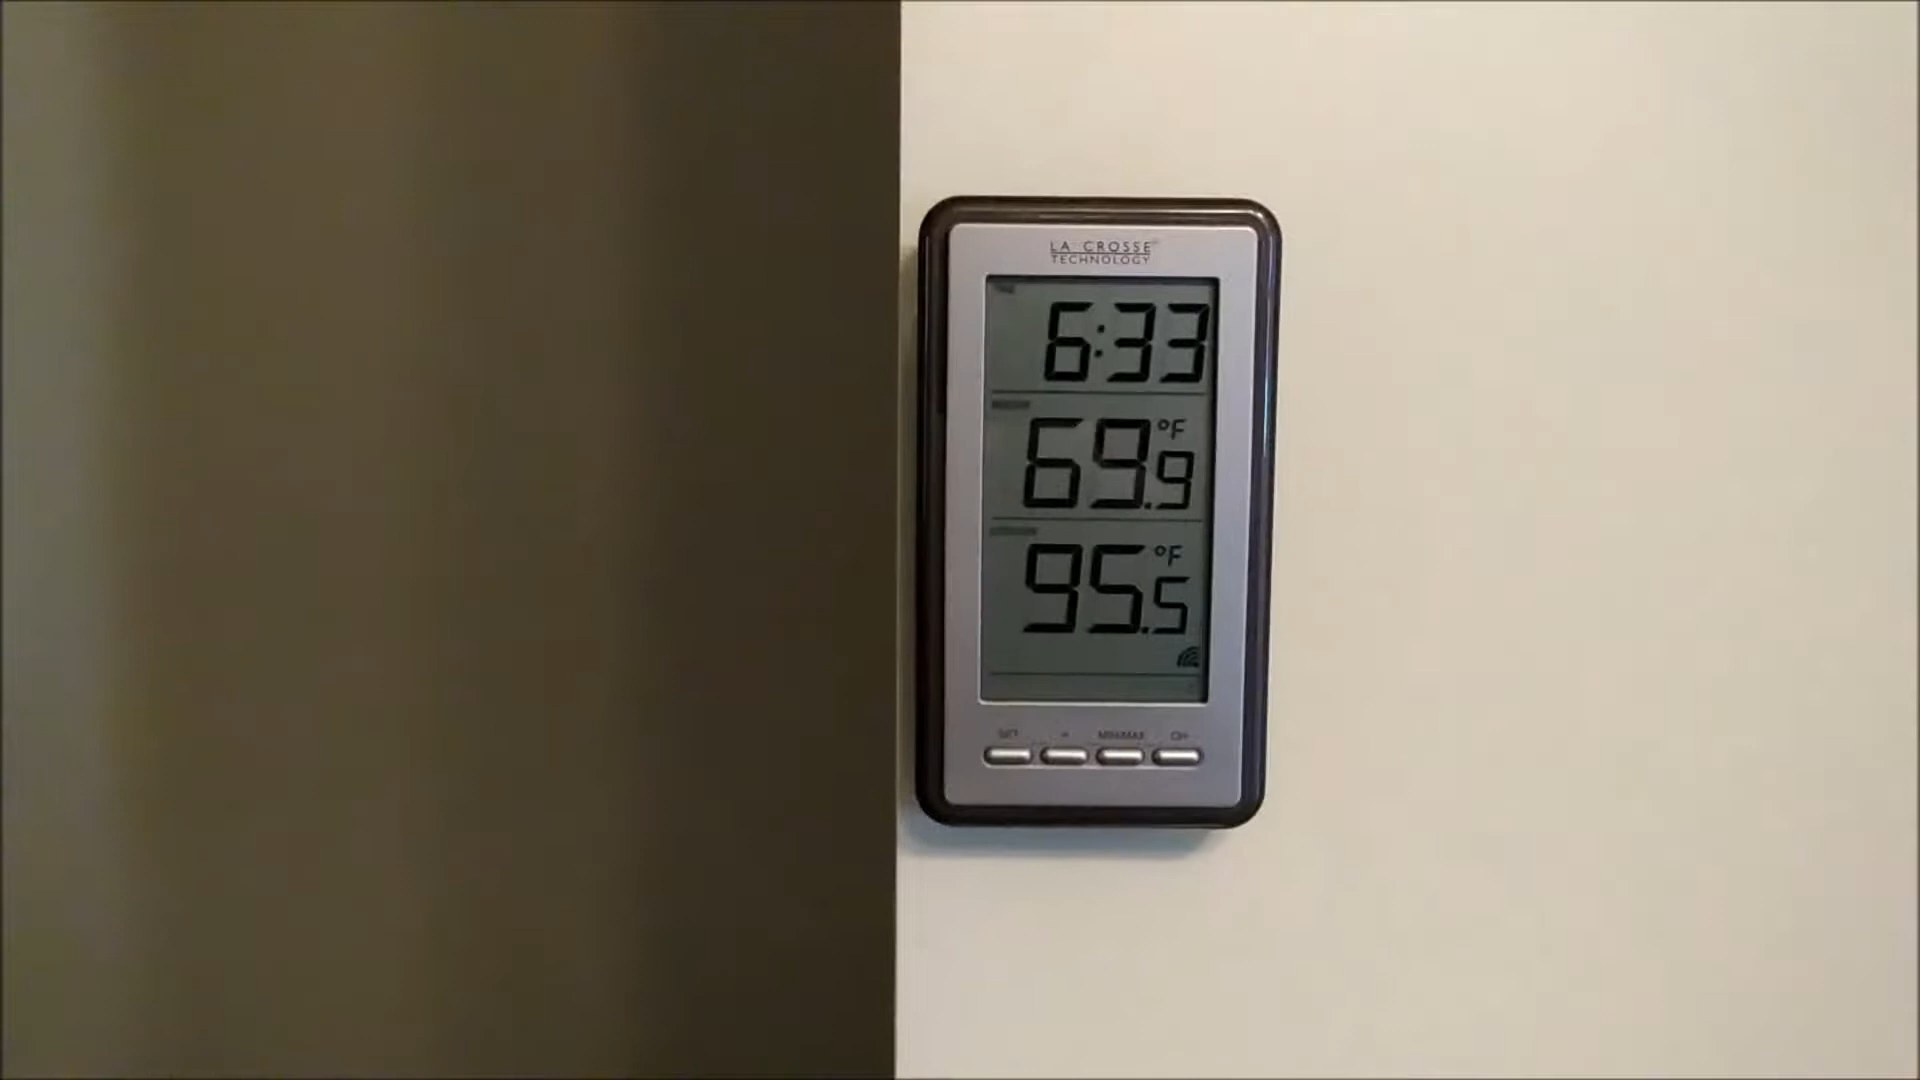 LA CROSSE
TECHNOLOGY
6:33
69.9 °F
95.5 °F
SET + MIN/MAX CH